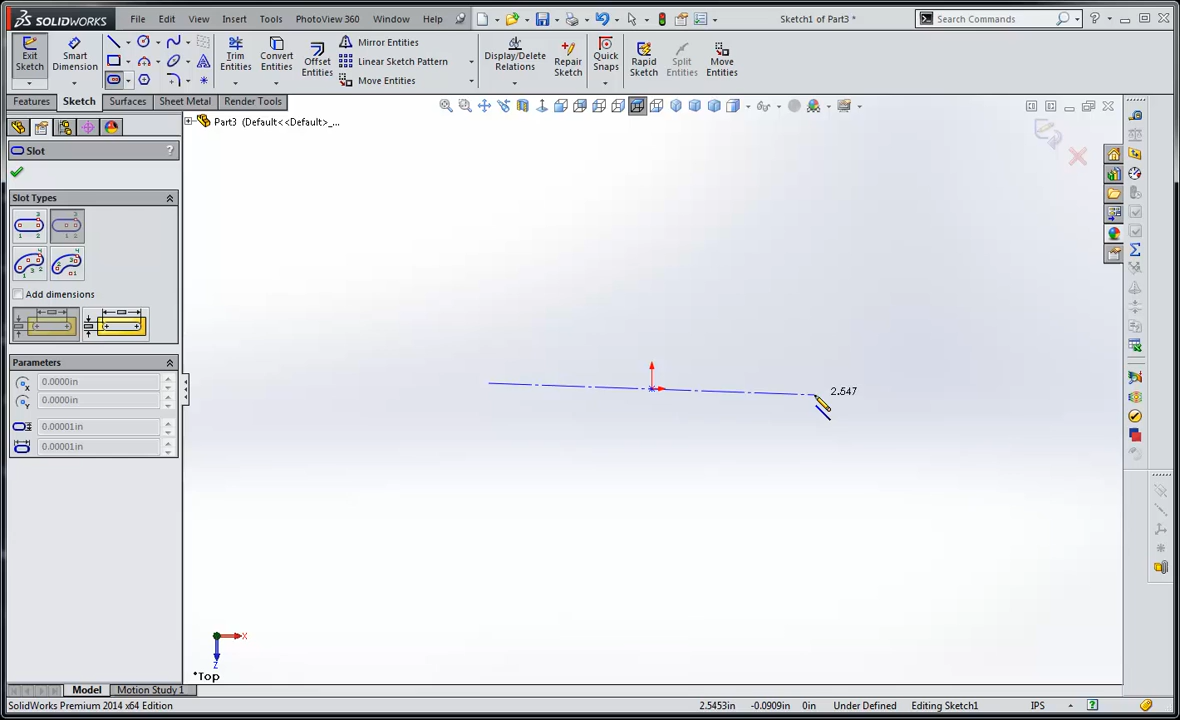 SOLIDWORKS File Edit View Insert Tools PhotoView 360 Window Help Sketch1 of Part3 * Search Commands
Exit Sketch
Smart Dimension
Trim Entities
Convert Entities
Offset Entities
Mirror Entities
Linear Sketch Pattern
Move Entities
Display/Delete Relations
Repair Sketch
Quick Snaps
Rapid Sketch
Split Entities
Move Entities
Features Sketch Surfaces Sheet Metal Render Tools
Part3 (Default<<Default>_...
Slot ?
Slot Types
Add dimensions
Parameters
0.0000in
0.0000in
0.00001in
0.00001in
2.547
X
Z
*Top
Model Motion Study 1
SolidWorks Premium 2014 x64 Edition 2.5453in -0.0909in 0in Under Defined Editing Sketch1 IPS